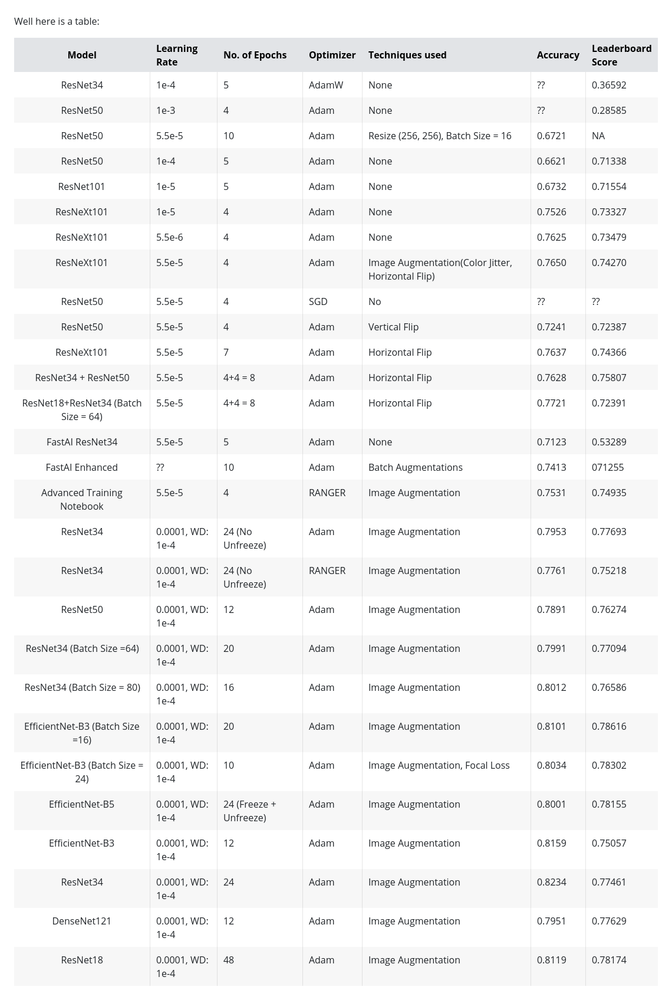 Well here is a table:
Model Learning Rate No. of Epochs Optimizer Techniques used Accuracy Leaderboard Score
ResNet34 1e-4 5 AdamW None ?? 0.36592
ResNet50 1e-3 4 Adam None ?? 0.28585
ResNet50 5.5e-5 10 Adam Resize (256, 256), Batch Size = 16 0.6721 NA
ResNet50 1e-4 5 Adam None 0.6621 0.71338
ResNet101 1e-5 5 Adam None 0.6732 0.71554
ResNeXt101 1e-5 4 Adam None 0.7526 0.73327
ResNeXt101 5.5e-6 4 Adam None 0.7625 0.73479
ResNeXt101 5.5e-5 4 Adam Image Augmentation(Color Jitter, Horizontal Flip) 0.7650 0.74270
ResNet50 5.5e-5 4 SGD No ?? ??
ResNet50 5.5e-5 4 Adam Vertical Flip 0.7241 0.72387
ResNeXt101 5.5e-5 7 Adam Horizontal Flip 0.7637 0.74366
ResNet34 + ResNet50 5.5e-5 4+4 = 8 Adam Horizontal Flip 0.7628 0.75807
ResNet18+ResNet34 (Batch Size = 64) 5.5e-5 4+4 = 8 Adam Horizontal Flip 0.7721 0.72391
FastAI ResNet34 5.5e-5 5 Adam None 0.7123 0.53289
FastAI Enhanced ?? 10 Adam Batch Augmentations 0.7413 071255
Advanced Training Notebook 5.5e-5 4 RANGER Image Augmentation 0.7531 0.74935
ResNet34 0.0001, WD: 1e-4 24 (No Unfreeze) Adam Image Augmentation 0.7953 0.77693
ResNet34 0.0001, WD: 1e-4 24 (No Unfreeze) RANGER Image Augmentation 0.7761 0.75218
ResNet50 0.0001, WD: 1e-4 12 Adam Image Augmentation 0.7891 0.76274
ResNet34 (Batch Size =64) 0.0001, WD: 1e-4 20 Adam Image Augmentation 0.7991 0.77094
ResNet34 (Batch Size = 80) 0.0001, WD: 1e-4 16 Adam Image Augmentation 0.8012 0.76586
EfficientNet-B3 (Batch Size =16) 0.0001, WD: 1e-4 20 Adam Image Augmentation 0.8101 0.78616
EfficientNet-B3 (Batch Size = 24) 0.0001, WD: 1e-4 10 Adam Image Augmentation, Focal Loss 0.8034 0.78302
EfficientNet-B5 0.0001, WD: 1e-4 24 (Freeze + Unfreeze) Adam Image Augmentation 0.8001 0.78155
EfficientNet-B3 0.0001, WD: 1e-4 12 Adam Image Augmentation 0.8159 0.75057
ResNet34 0.0001, WD: 1e-4 24 Adam Image Augmentation 0.8234 0.77461
DenseNet121 0.0001, WD: 1e-4 12 Adam Image Augmentation 0.7951 0.77629
ResNet18 0.0001, WD: 1e-4 48 Adam Image Augmentation 0.8119 0.78174